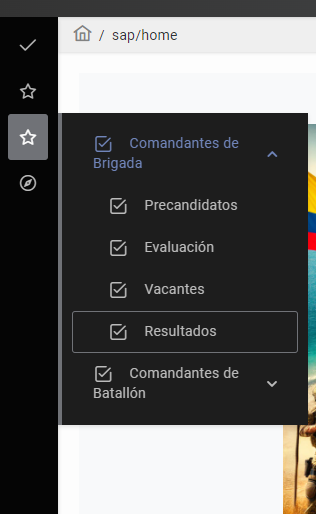 / sap/home
Comandantes de
Brigada
Precandidatos
Evaluación
Vacantes
Resultados
Comandantes de
Batallón